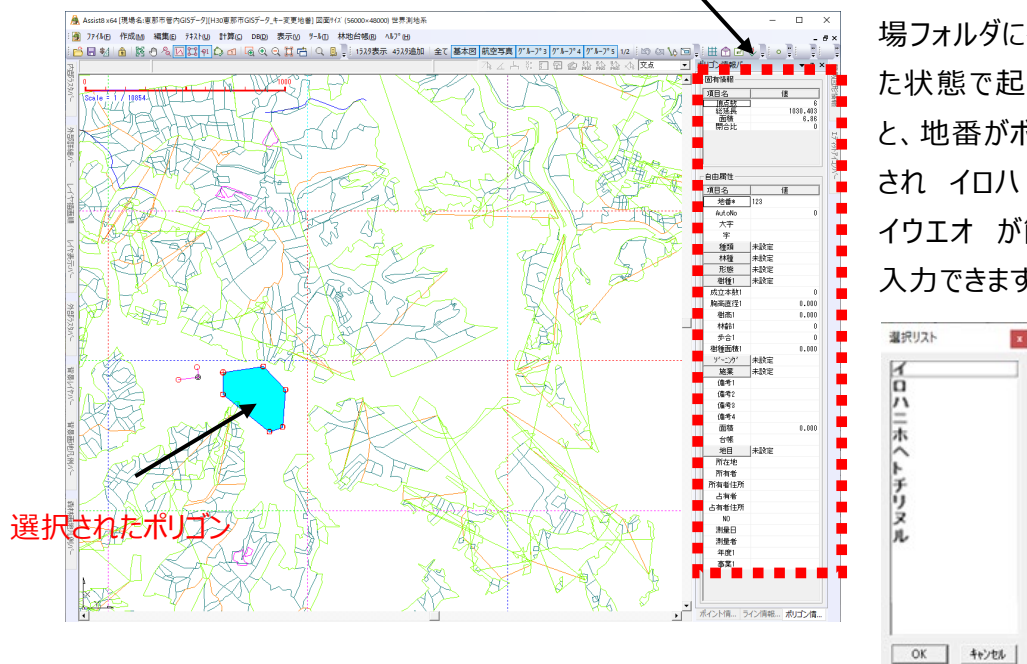 Assist8 x64 [現場名:恵那市管内GISデータ][H30恵那市GISデータ_キー変更地番] 図面ｻｲｽﾞ (56000×48000) 世界測地系
ﾌｧｲﾙ(F) 作成(M) 編集(E) ﾃｷｽﾄ(U) 計算(C) DB(D) 表示(V) ﾂｰﾙ(T) ﾘﾝｸ(L) 林地台帳(B) ﾍﾙﾌﾟ(H)
1ﾗｽﾀ表示 4ﾗｽﾀ追加 全て 基本図 航空写真 ｸﾞﾙｰﾌﾟ3 ｸﾞﾙｰﾌﾟ4 ｸﾞﾙｰﾌﾟ5 1/2
交点
0 1000
Scale = 1 / 18854
固有情報
項目名 値
頂点数 6
総延長 1030.403
面積 6.86
閉合比 0
自由属性
項目名 値
地番* 123
AutoNo 0
大字
字
種類 未設定
林種 未設定
形態 未設定
樹種1 未設定
成立本数1 0
胸高直径1 0.000
樹高1 0.000
林齢1 0
歩合1 0
樹種面積1 0.000
ｿﾞｰﾆﾝｸﾞ 未設定
施業 未設定
備考1
備考2
備考3
備考4
面積 0.000
台帳
地目 未設定
所在地
所有者
所有者住所
占有者
占有者住所
NO
測量日
測量者
年度1
事業1
ポイント情... ライン情報... ポリゴン情...
選択されたポリゴン
場フォルダに
た状態で起
と、地番がポ
され イロハ
イウエオ が
入力できます
選択リスト
x
イ
ロ
ハ
ニ
ホ
ヘ
ト
チ
リ
ヌ
ル
OK キャンセル